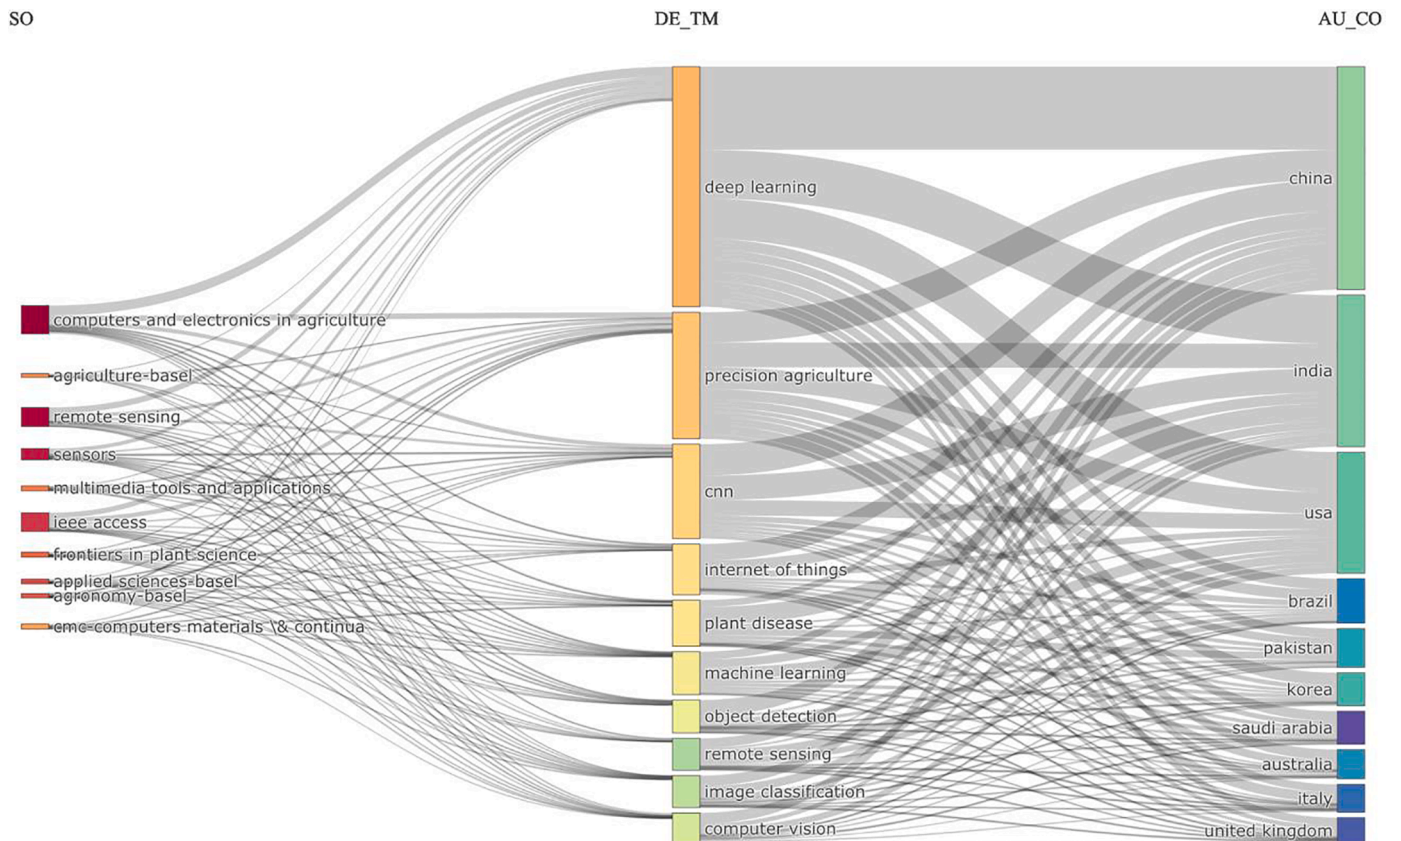 SO
DE_TM
AU_CO
computers and electronics in agriculture
agriculture-basel
remote sensing
sensors
multimedia tools and applications
ieee access
frontiers in plant science
applied sciences-basel
agronomy-basel
cmc-computers materials \& continua
deep learning
precision agriculture
cnn
internet of things
plant disease
machine learning
object detection
remote sensing
image classification
computer vision
china
india
usa
brazil
pakistan
korea
saudi arabia
australia
italy
united kingdom